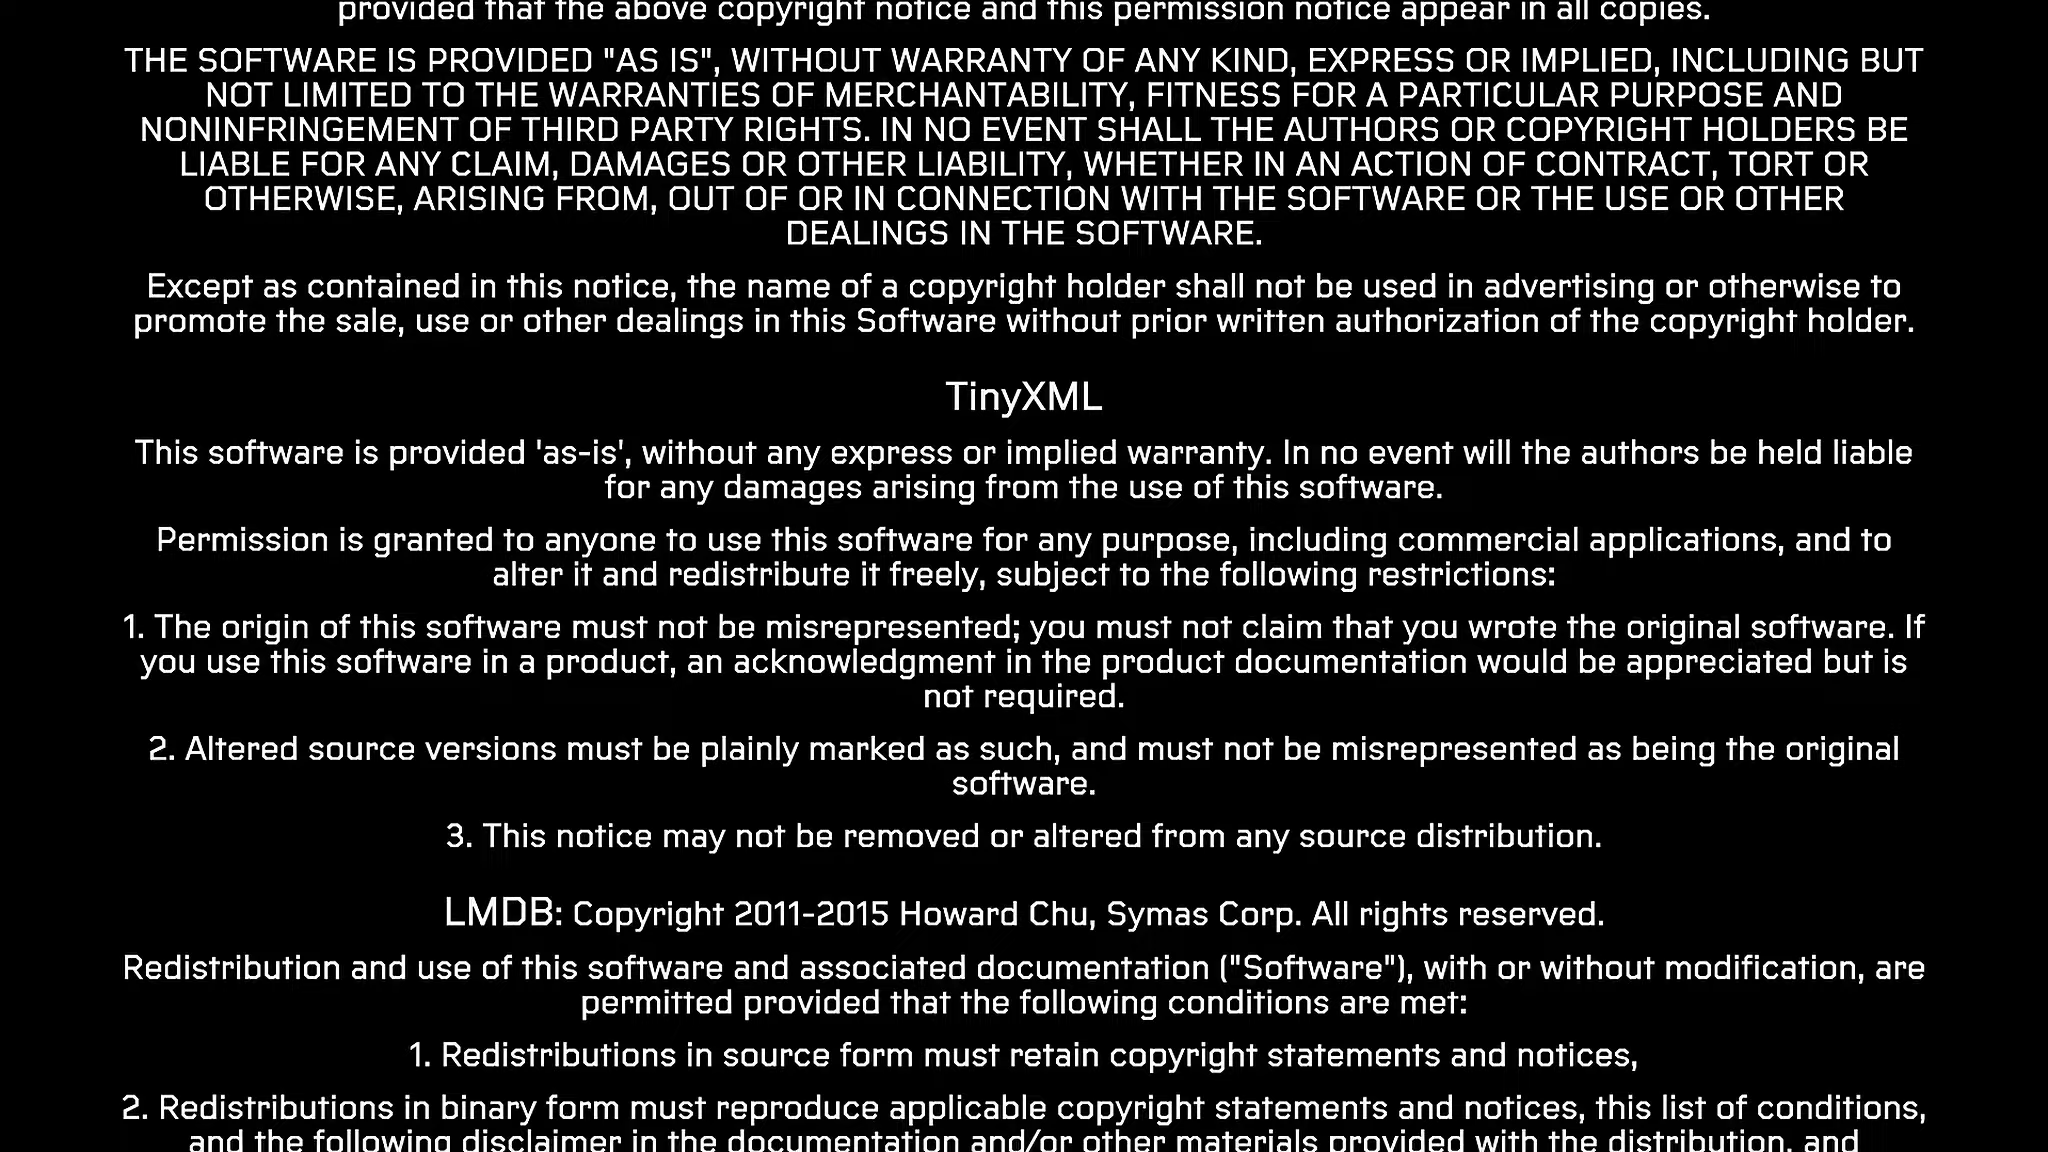 provided that the above copyright notice and this permission notice appear in all copies.
THE SOFTWARE IS PROVIDED "AS IS", WITHOUT WARRANTY OF ANY KIND, EXPRESS OR IMPLIED, INCLUDING BUT
NOT LIMITED TO THE WARRANTIES OF MERCHANTABILITY, FITNESS FOR A PARTICULAR PURPOSE AND
NONINFRINGEMENT OF THIRD PARTY RIGHTS. IN NO EVENT SHALL THE AUTHORS OR COPYRIGHT HOLDERS BE
LIABLE FOR ANY CLAIM, DAMAGES OR OTHER LIABILITY, WHETHER IN AN ACTION OF CONTRACT, TORT OR
OTHERWISE, ARISING FROM, OUT OF OR IN CONNECTION WITH THE SOFTWARE OR THE USE OR OTHER
DEALINGS IN THE SOFTWARE.
Except as contained in this notice, the name of a copyright holder shall not be used in advertising or otherwise to
promote the sale, use or other dealings in this Software without prior written authorization of the copyright holder.
TinyXML
This software is provided 'as-is', without any express or implied warranty. In no event will the authors be held liable
for any damages arising from the use of this software.
Permission is granted to anyone to use this software for any purpose, including commercial applications, and to
alter it and redistribute it freely, subject to the following restrictions:
1. The origin of this software must not be misrepresented; you must not claim that you wrote the original software. If
you use this software in a product, an acknowledgment in the product documentation would be appreciated but is
not required.
2. Altered source versions must be plainly marked as such, and must not be misrepresented as being the original
software.
3. This notice may not be removed or altered from any source distribution.
LMDB: Copyright 2011-2015 Howard Chu, Symas Corp. All rights reserved.
Redistribution and use of this software and associated documentation ("Software"), with or without modification, are
permitted provided that the following conditions are met:
1. Redistributions in source form must retain copyright statements and notices,
2. Redistributions in binary form must reproduce applicable copyright statements and notices, this list of conditions,
and the following disclaimer in the documentation and/or other materials provided with the distribution, and